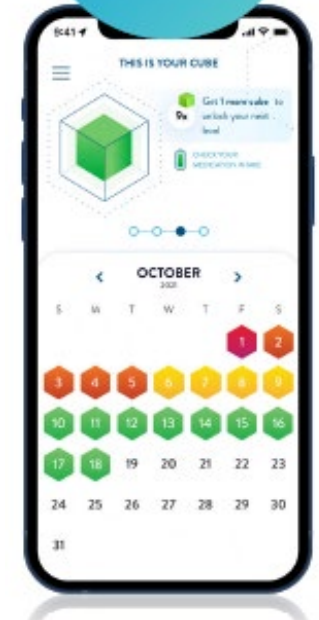 9:41
THIS IS YOUR CUBE
9x
Get 1 more cube to
unlock your next
level
CHECK YOUR
MEDICATION IN MIND
OCTOBER
2021
S M T W T F S
1 2
3 4 5 6 7 8 9
10 11 12 13 14 15 16
17 18 19 20 21 22 23
24 25 26 27 28 29 30
31